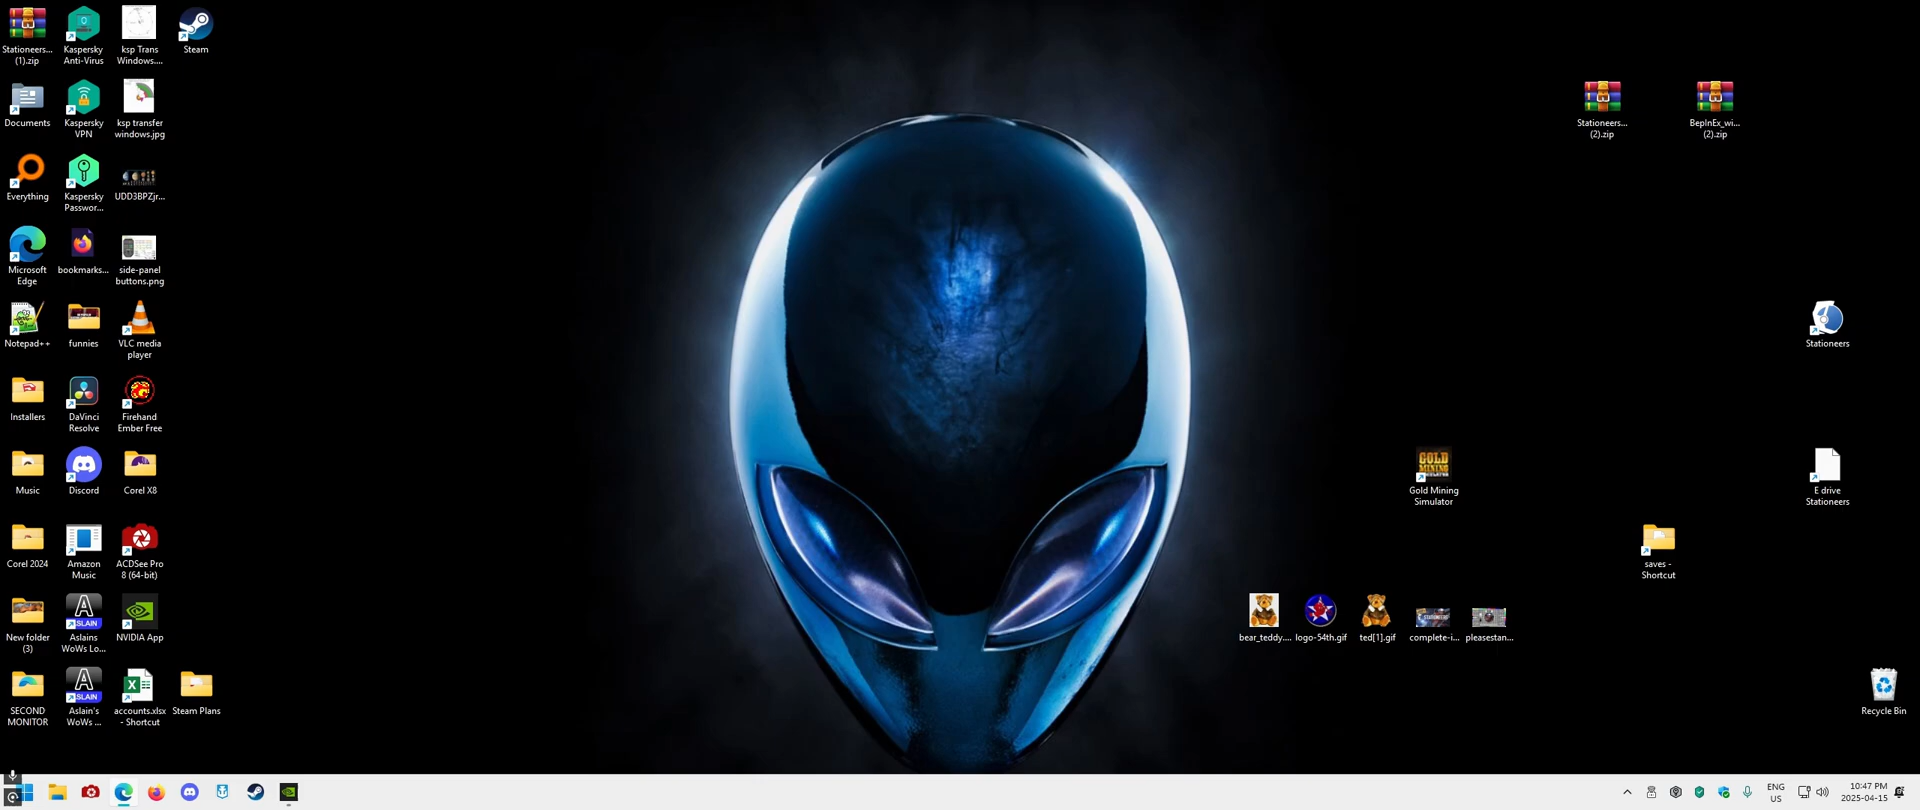 Stationeers...
(1).zip
Kaspersky
Anti-Virus
ksp Trans
Windows....
Steam
Documents
Kaspersky
VPN
ksp transfer
windows.jpg
Stationeers...
(2).zip
BepInEx_wi...
(2).zip
Everything
Kaspersky
Passwor...
UDD3BPZjr...
Microsoft
Edge
bookmarks...
side-panel
buttons.png
Notepad++
funnies
VLC media
player
Stationeers
Installers
DaVinci
Resolve
Firehand
Ember Free
Music
Discord
Corel X8
GOLD
MINING
Gold Mining
Simulator
E drive
Stationeers
Corel 2024
Amazon
Music
ACDSee Pro
8 (64-bit)
saves -
Shortcut
New folder
(3)
A
SLAIN
Aslains
WoWs Lo...
NVIDIA App
bear_teddy....
logo-54th.gif
ted[1].gif
complete-i...
pleasestan...
SECOND
MONITOR
A
SLAIN
Aslain's
WoWs ...
accounts.xlsx
- Shortcut
Steam Plans
Recycle Bin
ENG
US
10:47 PM
2025-04-15